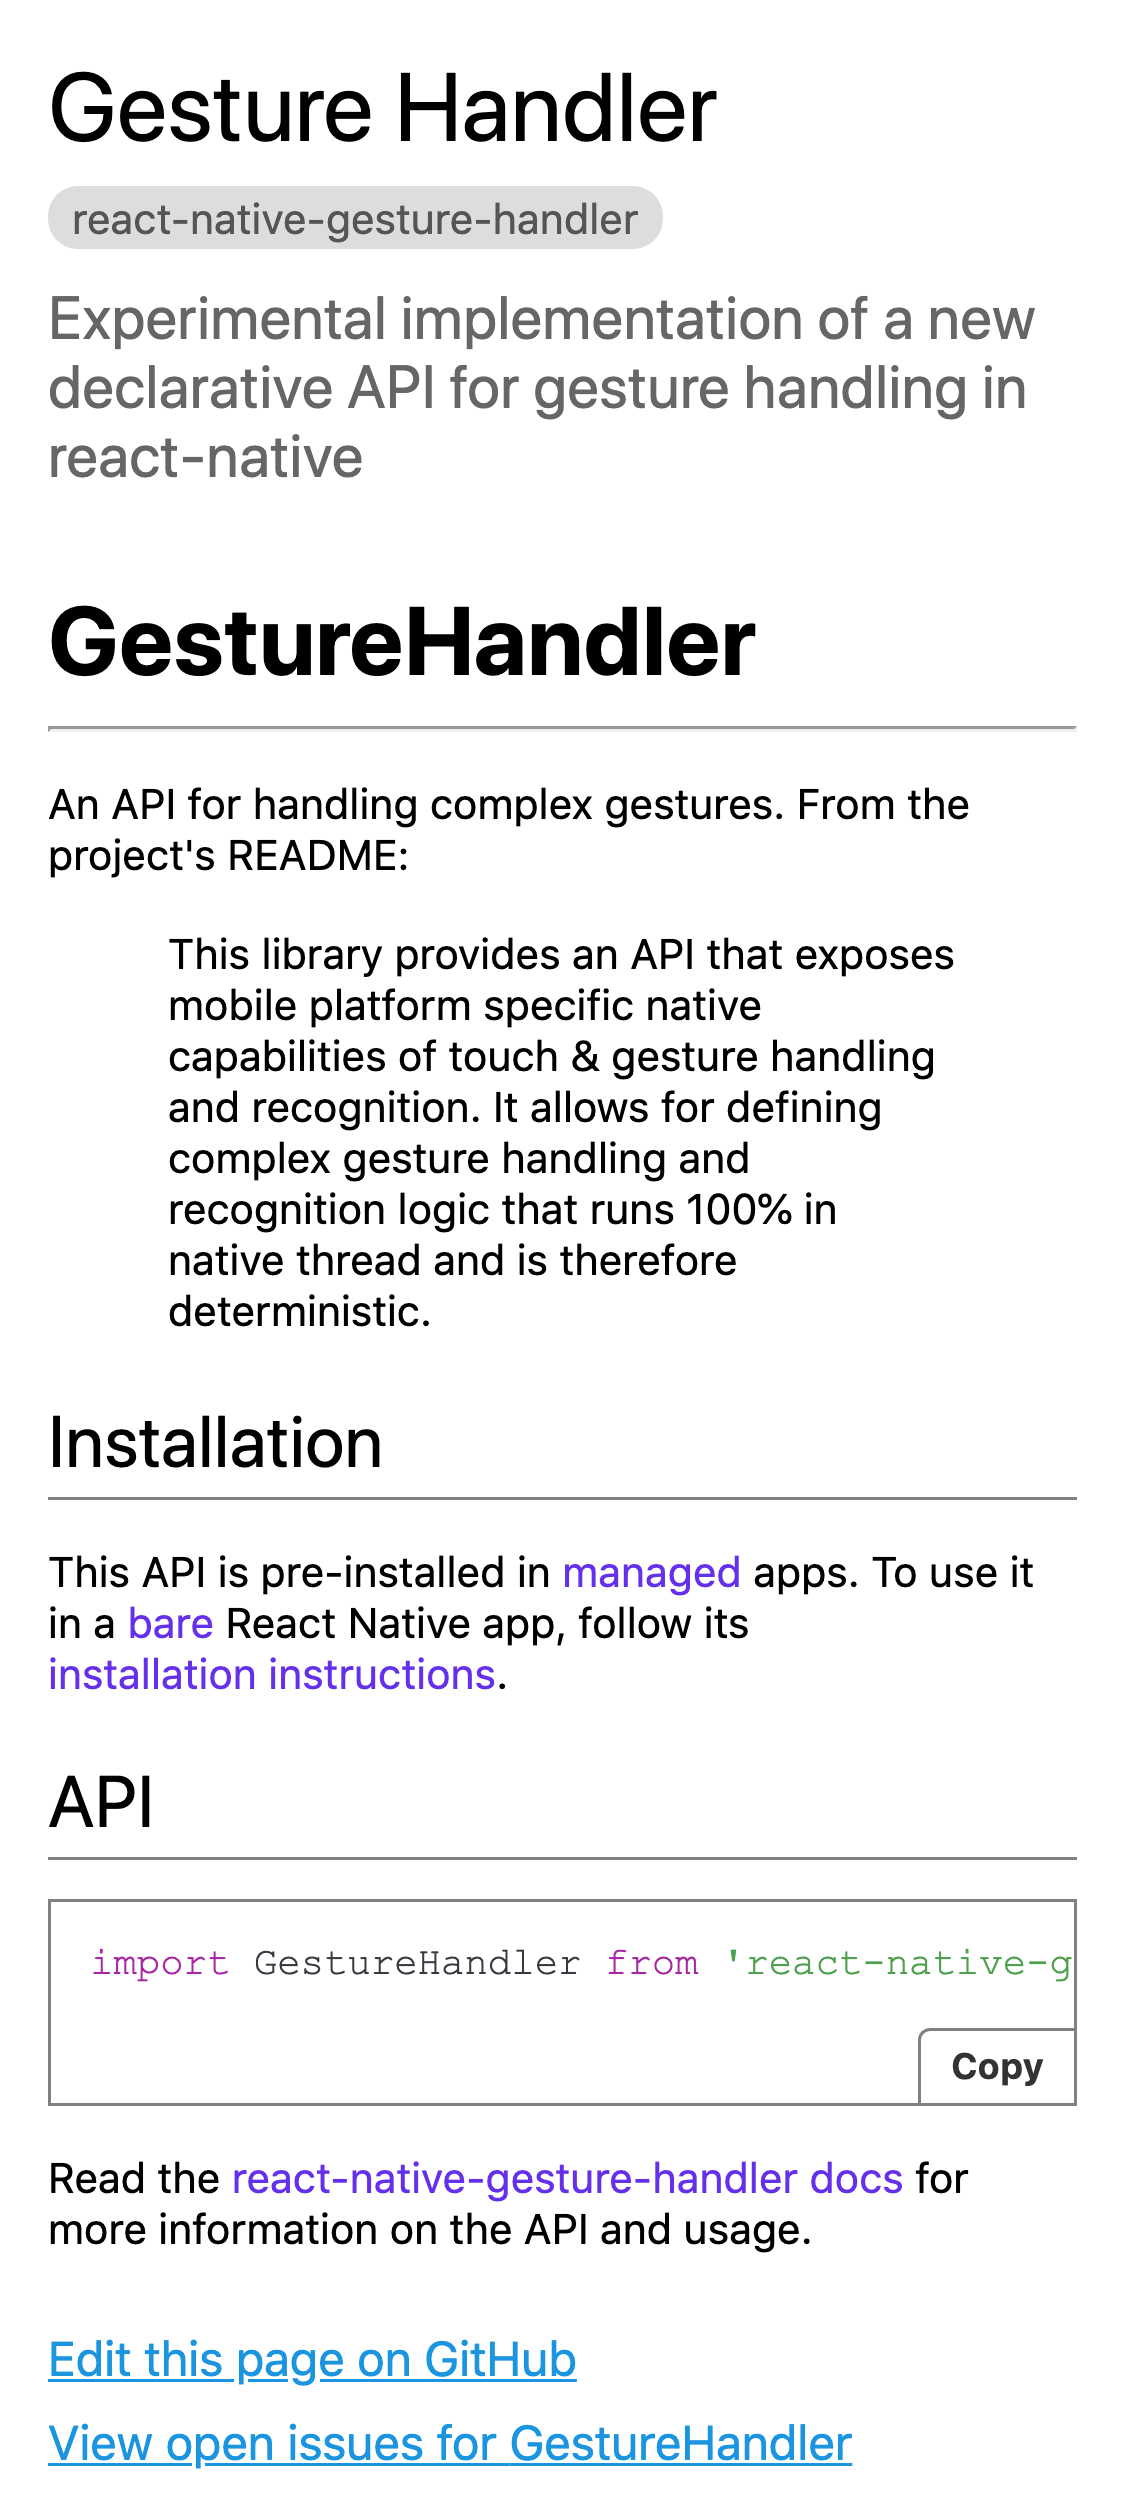 Gesture Handler
react-native-gesture-handler
Experimental implementation of a new
declarative API for gesture handling in
react-native
GestureHandler
An API for handling complex gestures. From the
project's README:
This library provides an API that exposes
mobile platform specific native
capabilities of touch & gesture handling
and recognition. It allows for defining
complex gesture handling and
recognition logic that runs 100% in
native thread and is therefore
deterministic.
Installation
This API is pre-installed in managed apps. To use it
in a bare React Native app, follow its
installation instructions.
API
import GestureHandler from 'react-native-g
Copy
Read the react-native-gesture-handler docs for
more information on the API and usage.
Edit this page on GitHub
View open issues for GestureHandler